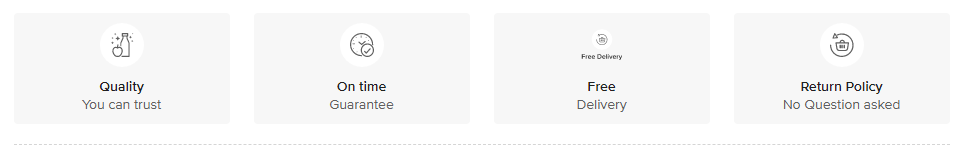 Quality
You can trust
On time
Guarantee
Free Delivery
Free
Delivery
Return Policy
No Question asked